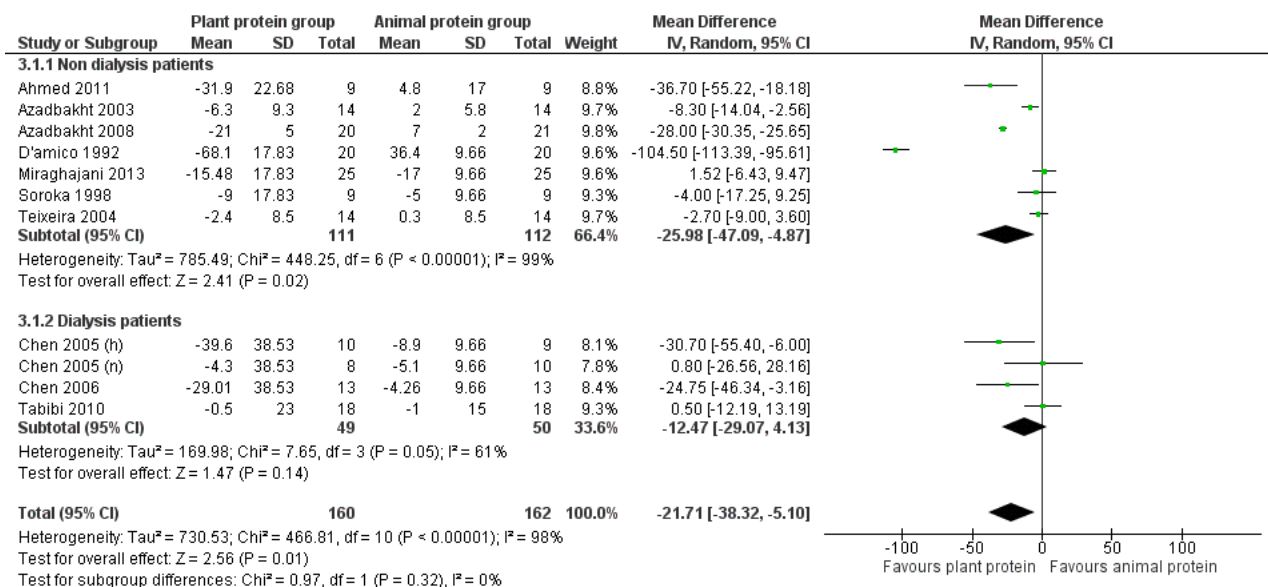 Plant protein group Animal protein group Mean Difference Mean Difference
Study or Subgroup Mean SD Total Mean SD Total Weight IV, Random, 95% CI IV, Random, 95% CI
3.1.1 Non dialysis patients
Ahmed 2011 -31.9 22.68 9 4.8 17 9 8.8% -36.70 [-55.22, -18.18]
Azadbakht 2003 -6.3 9.3 14 2 5.8 14 9.7% -8.30 [-14.04, -2.56]
Azadbakht 2008 -21 5 20 7 2 21 9.8% -28.00 [-30.35, -25.65]
D'amico 1992 -68.1 17.83 20 36.4 9.66 20 9.6% -104.50 [-113.39, -95.61]
Miraghajani 2013 -15.48 17.83 25 -17 9.66 25 9.6% 1.52 [-6.43, 9.47]
Soroka 1998 -9 17.83 9 -5 9.66 9 9.3% -4.00 [-17.25, 9.25]
Teixeira 2004 -2.4 8.5 14 0.3 8.5 14 9.7% -2.70 [-9.00, 3.60]
Subtotal (95% CI) 111 112 66.4% -25.98 [-47.09, -4.87]
Heterogeneity: Tau² = 785.49; Chi² = 448.25, df = 6 (P < 0.00001); I² = 99%
Test for overall effect: Z = 2.41 (P = 0.02)
3.1.2 Dialysis patients
Chen 2005 (h) -39.6 38.53 10 -8.9 9.66 9 8.1% -30.70 [-55.40, -6.00]
Chen 2005 (n) -4.3 38.53 8 -5.1 9.66 10 7.8% 0.80 [-26.56, 28.16]
Chen 2006 -29.01 38.53 13 -4.26 9.66 13 8.4% -24.75 [-46.34, -3.16]
Tabibi 2010 -0.5 23 18 -1 15 18 9.3% 0.50 [-12.19, 13.19]
Subtotal (95% CI) 49 50 33.6% -12.47 [-29.07, 4.13]
Heterogeneity: Tau² = 169.98; Chi² = 7.65, df = 3 (P = 0.05); I² = 61%
Test for overall effect: Z = 1.47 (P = 0.14)
Total (95% CI) 160 162 100.0% -21.71 [-38.32, -5.10]
Heterogeneity: Tau² = 730.53; Chi² = 466.81, df = 10 (P < 0.00001); I² = 98%
Test for overall effect: Z = 2.56 (P = 0.01)
Test for subgroup differences: Chi² = 0.97, df = 1 (P = 0.32), I² = 0%
-100 -50 0 50 100
Favours plant protein Favours animal protein